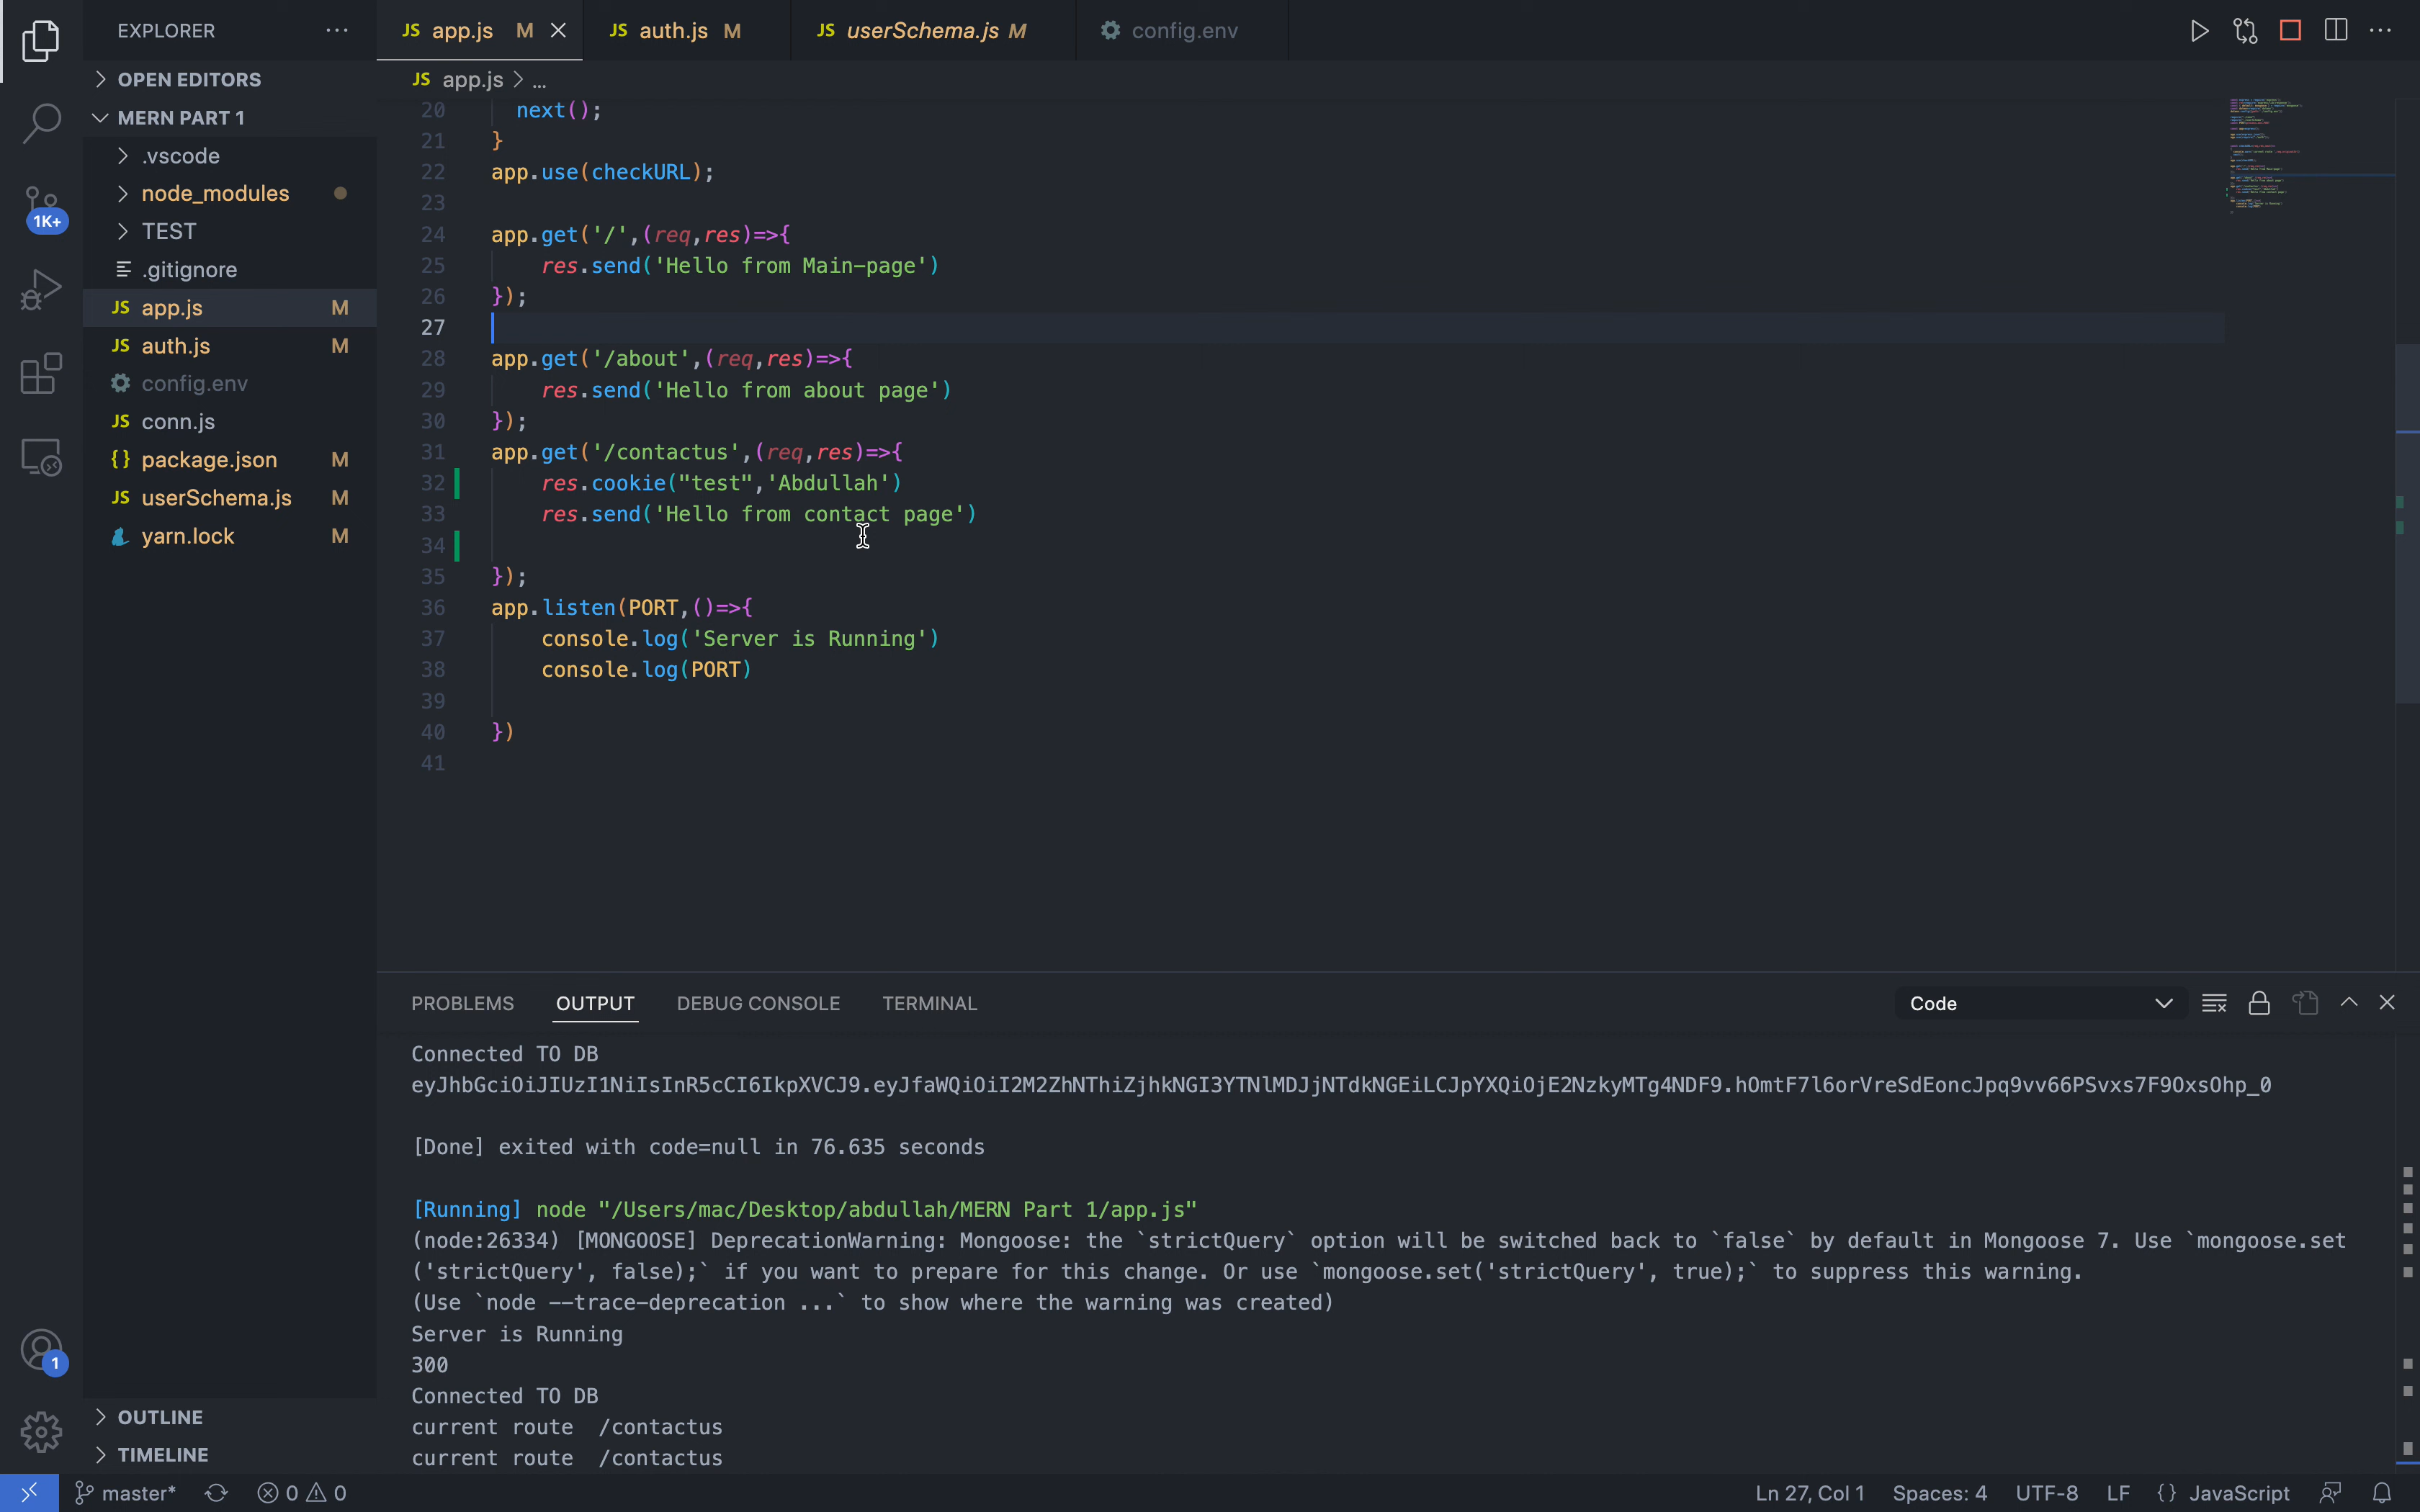 EXPLORER
JS app.js M
JS auth.js M
JS userSchema.js M
config.env
OPEN EDITORS
JS app.js > ...
MERN PART 1
.vscode
node_modules
TEST
.gitignore
JS app.js M
JS auth.js M
config.env
JS conn.js
{} package.json M
JS userSchema.js M
yarn.lock M
1K+
20 next();
21 }
22 app.use(checkURL);
23
24 app.get('/',(req,res)=>{
25 res.send('Hello from Main-page')
26 });
27
28 app.get('/about',(req,res)=>{
29 res.send('Hello from about page')
30 });
31 app.get('/contactus',(req,res)=>{
32 res.cookie("test",'Abdullah')
33 res.send('Hello from contact page')
34
35 });
36 app.listen(PORT,()=>{
37 console.log('Server is Running')
38 console.log(PORT)
39
40 })
41
PROBLEMS OUTPUT DEBUG CONSOLE TERMINAL Code
Connected TO DB
eyJhbGciOiJIUzI1NiIsInR5cCI6IkpXVCJ9.eyJfaWQiOiI2M2ZhNThiZjhkNGI3YTNlMDJjNTdkNGEiLCJpYXQiOjE2NzkyMTg4NDF9.hOmtF7l6orVreSdEoncJpq9vv66PSvxs7F9OxsOhp_0
[Done] exited with code=null in 76.635 seconds
[Running] node "/Users/mac/Desktop/abdullah/MERN Part 1/app.js"
(node:26334) [MONGOOSE] DeprecationWarning: Mongoose: the `strictQuery` option will be switched back to `false` by default in Mongoose 7. Use `mongoose.set
('strictQuery', false);` if you want to prepare for this change. Or use `mongoose.set('strictQuery', true);` to suppress this warning.
(Use `node --trace-deprecation ...` to show where the warning was created)
Server is Running
300
Connected TO DB
current route /contactus
current route /contactus
1
OUTLINE
TIMELINE
master* 0 0 Ln 27, Col 1 Spaces: 4 UTF-8 LF {} JavaScript